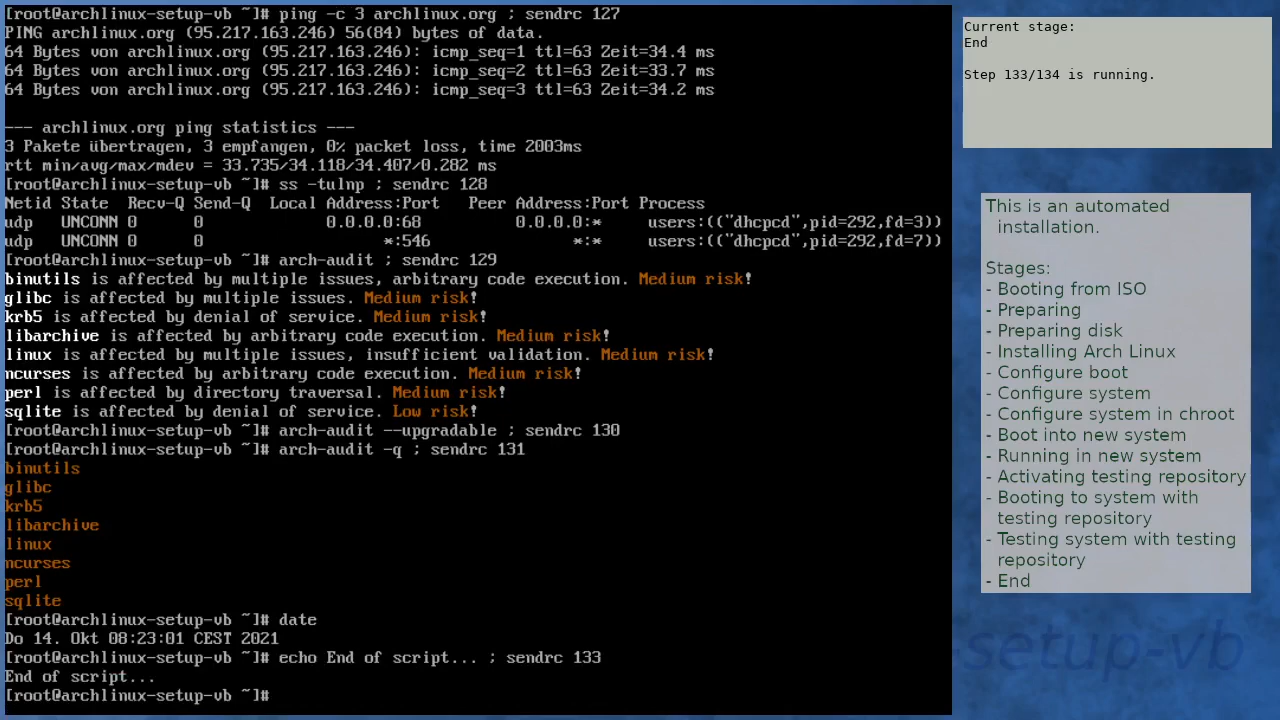 [root@archlinux-setup-vb ~]# ping -c 3 archlinux.org ; sendrc 127
PING archlinux.org (95.217.163.246) 56(84) bytes of data.
64 Bytes von archlinux.org (95.217.163.246): icmp_seq=1 ttl=63 Zeit=34.4 ms
64 Bytes von archlinux.org (95.217.163.246): icmp_seq=2 ttl=63 Zeit=33.7 ms
64 Bytes von archlinux.org (95.217.163.246): icmp_seq=3 ttl=63 Zeit=34.2 ms
--- archlinux.org ping statistics ---
3 Pakete übertragen, 3 empfangen, 0% packet loss, time 2003ms
rtt min/avg/max/mdev = 33.735/34.118/34.407/0.282 ms
[root@archlinux-setup-vb ~]# ss -tulnp ; sendrc 128
Netid State  Recv-Q Send-Q  Local Address:Port   Peer Address:Port Process
udp   UNCONN 0      0             0.0.0.0:68          0.0.0.0:*     users:(("dhcpcd",pid=292,fd=3))
udp   UNCONN 0      0                  *:546               *:*     users:(("dhcpcd",pid=292,fd=7))
[root@archlinux-setup-vb ~]# arch-audit ; sendrc 129
binutils is affected by multiple issues, arbitrary code execution. Medium risk!
glibc is affected by multiple issues. Medium risk!
krb5 is affected by denial of service. Medium risk!
libarchive is affected by arbitrary code execution. Medium risk!
linux is affected by multiple issues, insufficient validation. Medium risk!
ncurses is affected by arbitrary code execution. Medium risk!
perl is affected by directory traversal. Medium risk!
sqlite is affected by denial of service. Low risk!
[root@archlinux-setup-vb ~]# arch-audit --upgradable ; sendrc 130
[root@archlinux-setup-vb ~]# arch-audit -q ; sendrc 131
binutils
glibc
krb5
libarchive
linux
ncurses
perl
sqlite
[root@archlinux-setup-vb ~]# date
Do 14. Okt 08:23:01 CEST 2021
[root@archlinux-setup-vb ~]# echo End of script... ; sendrc 133
End of script...
[root@archlinux-setup-vb ~]#
Current stage:
End
Step 133/134 is running.
This is an automated
installation.
Stages:
- Booting from ISO
- Preparing
- Preparing disk
- Installing Arch Linux
- Configure boot
- Configure system
- Configure system in chroot
- Boot into new system
- Running in new system
- Activating testing repository
- Booting to system with
testing repository
- Testing system with testing
repository
- End
-setup-vb